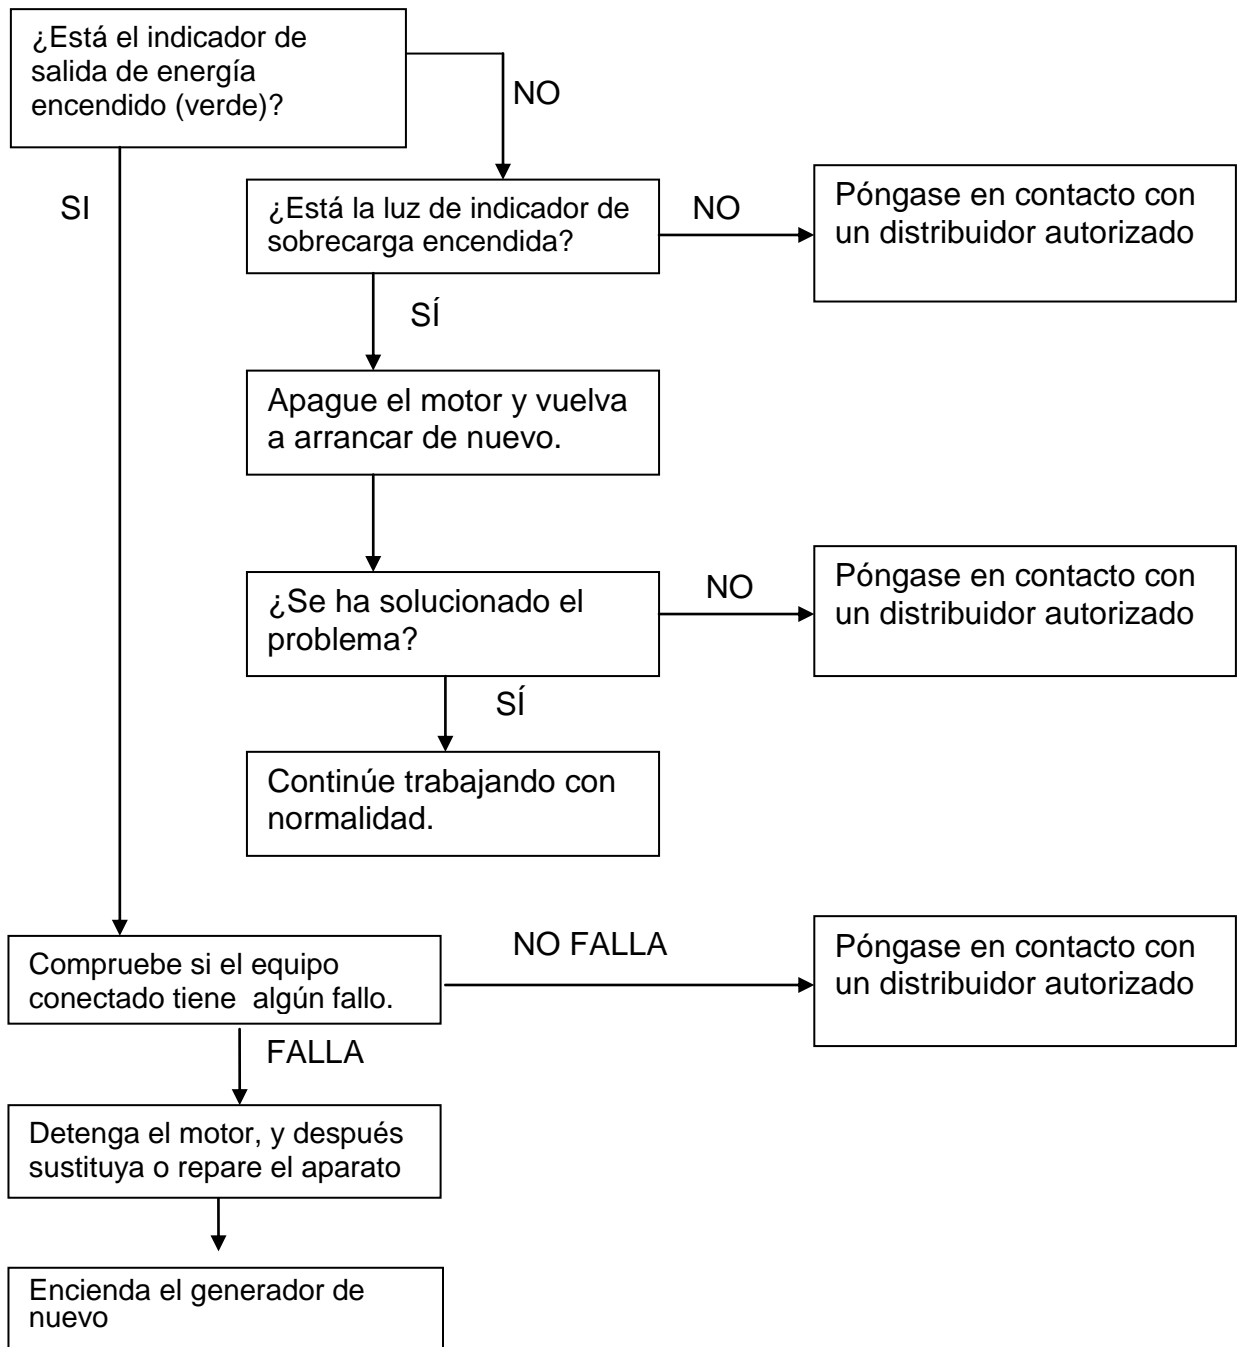 ¿Está el indicador de
salida de energía
encendido (verde)?
NO
SI
¿Está la luz de indicador de
sobrecarga encendida?
NO
Póngase en contacto con
un distribuidor autorizado
SÍ
Apague el motor y vuelva
a arrancar de nuevo.
¿Se ha solucionado el
problema?
NO
Póngase en contacto con
un distribuidor autorizado
SÍ
Continúe trabajando con
normalidad.
Compruebe si el equipo
conectado tiene algún fallo.
NO FALLA
Póngase en contacto con
un distribuidor autorizado
FALLA
Detenga el motor, y después
sustituya o repare el aparato
Encienda el generador de
nuevo